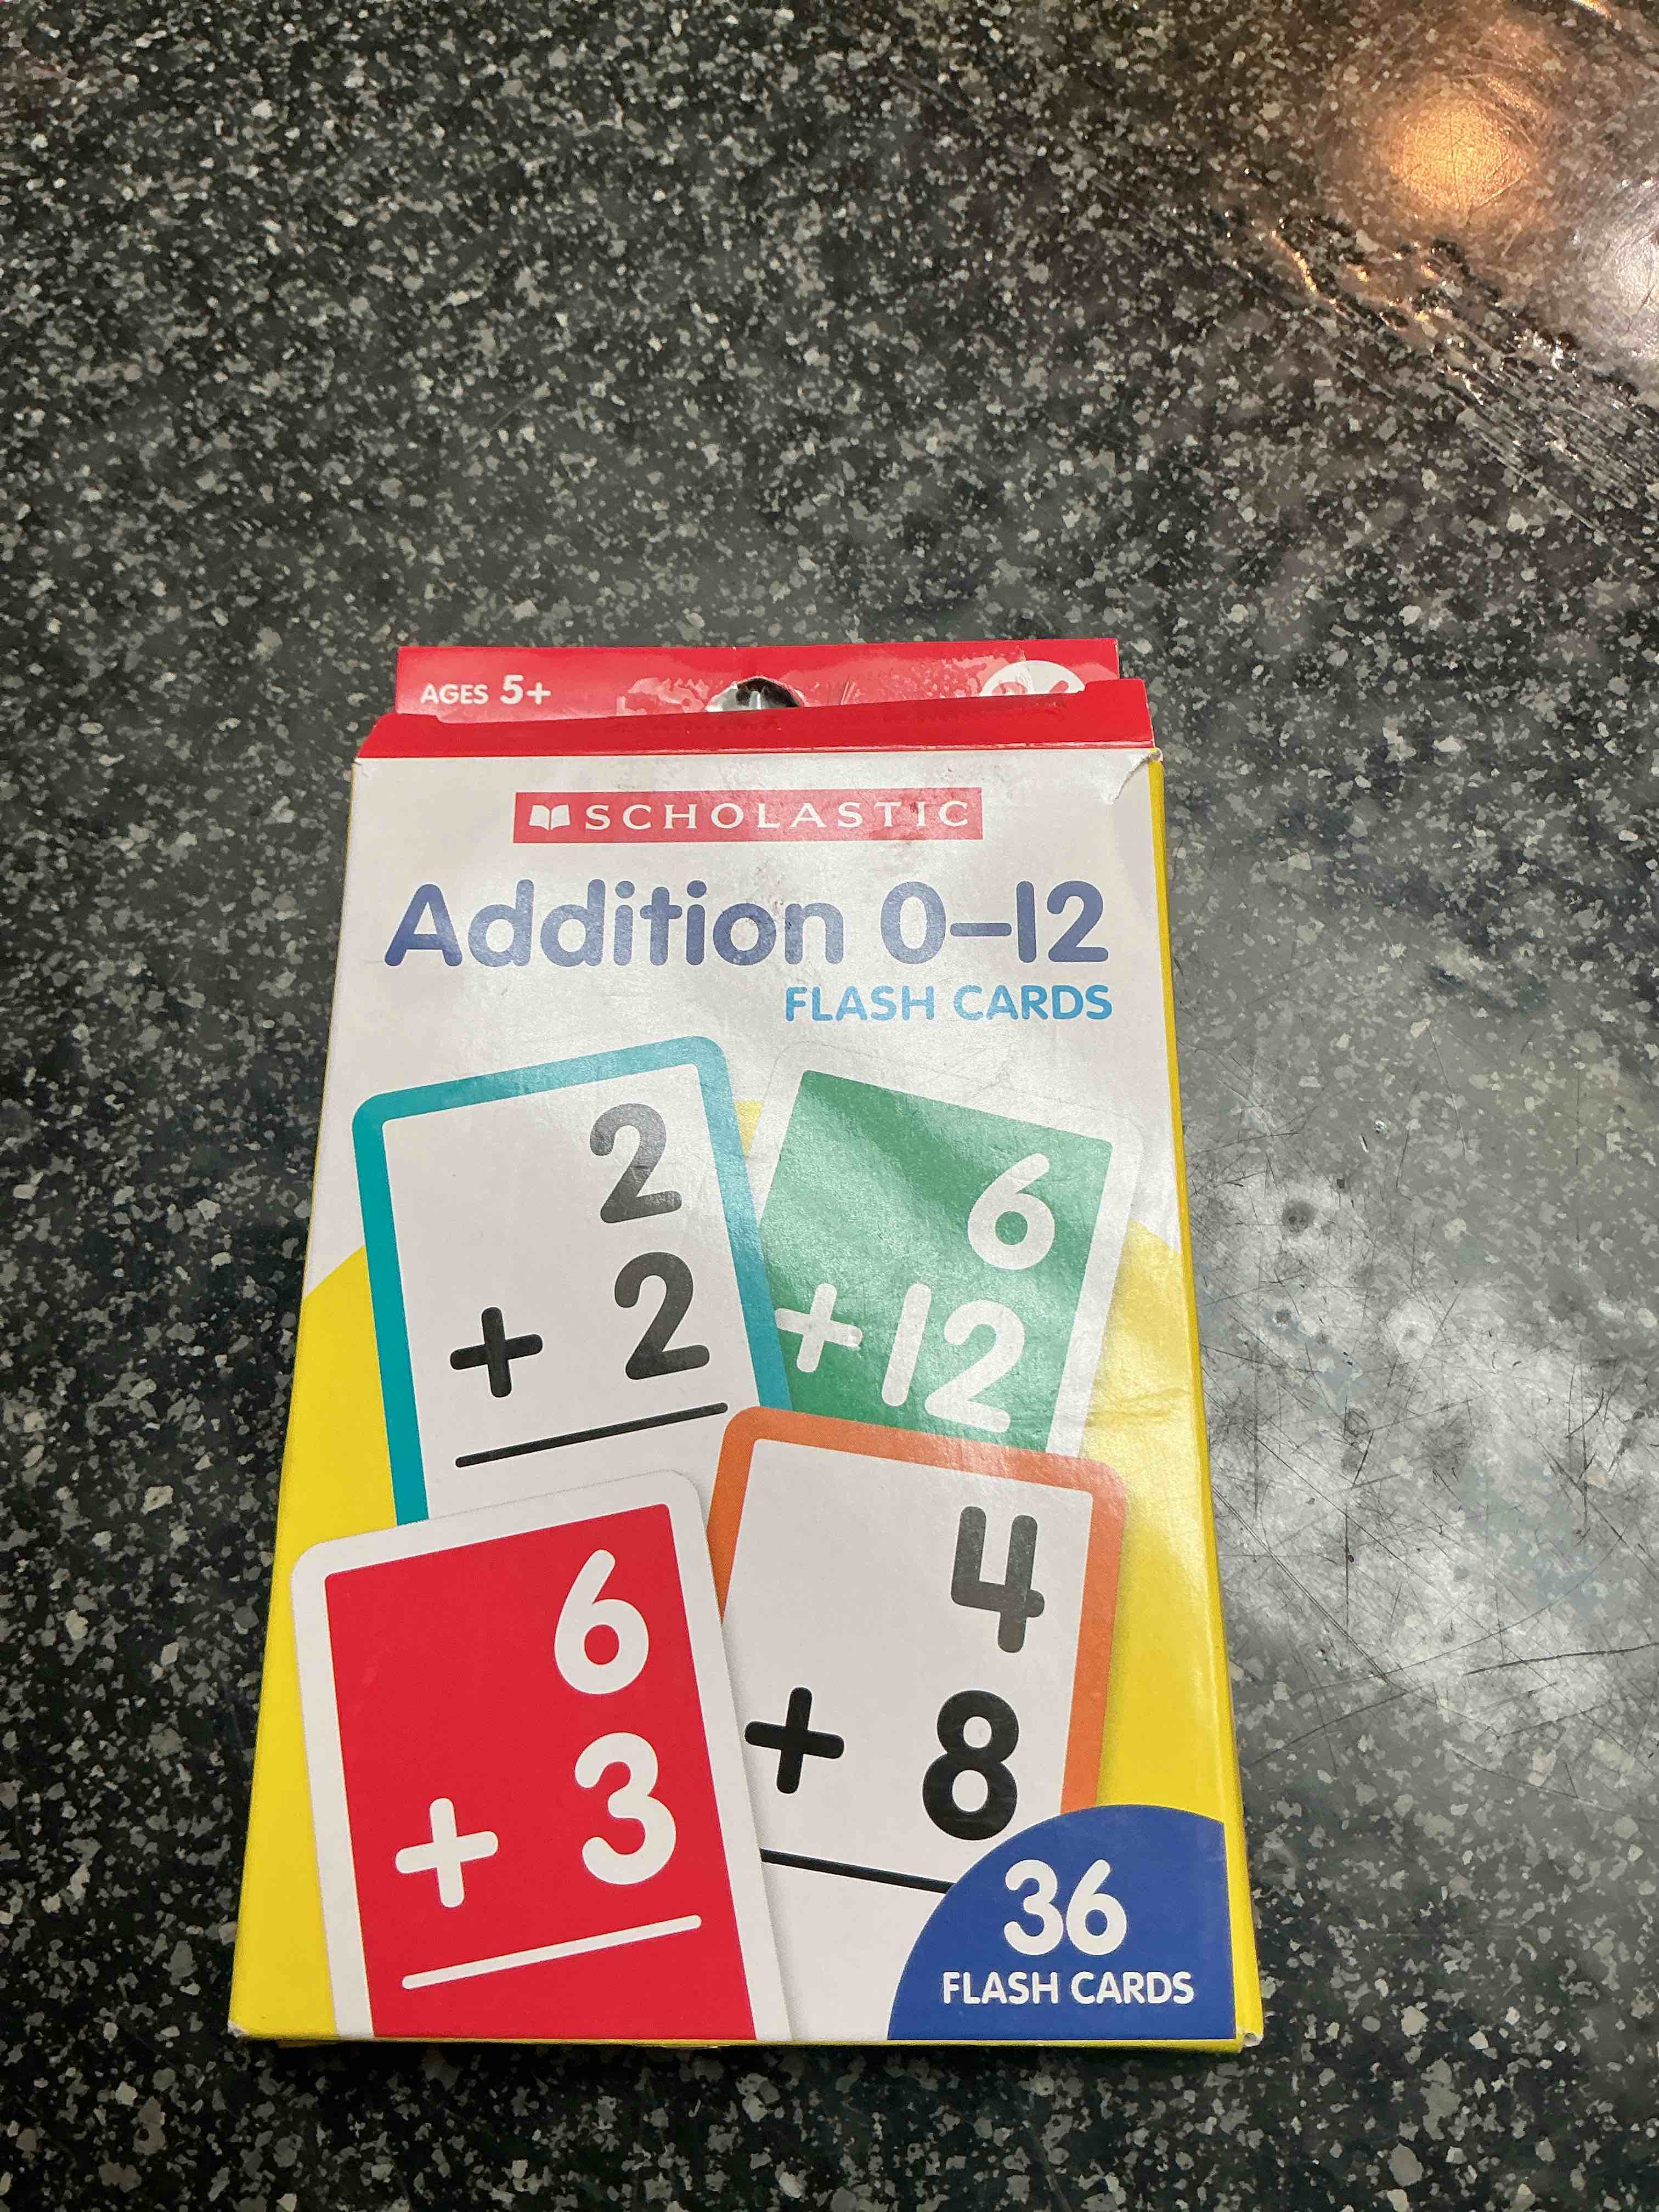 AGES 5+
SCHOLASTIC
Addition 0–12
FLASH CARDS
2
+ 2
6
+12
6
+ 3
4
+ 8
36
FLASH CARDS